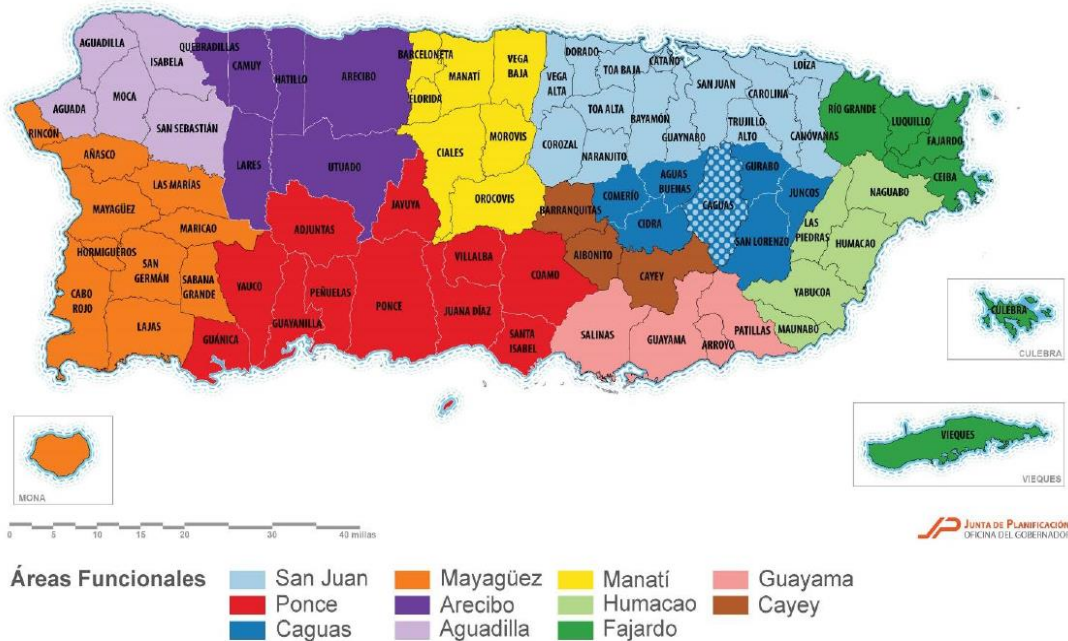 AGUADILLA
ISABELA
QUEBRADILLAS
CAMUY
HATILLO
ARECIBO
BARCELONETA
MANATÍ
VEGA
BAJA
FLORIDA
VEGA
ALTA
DORADO
TOA BAJA
CATAÑO
SAN JUAN
LOÍZA
CAROLINA
TOA ALTA
BAYAMÓN
GUAYNABO
TRUJILLO
ALTO
CANÓVANAS
RÍO GRANDE
LUQUILLO
FAJARDO
CEIBA
AGUADA
MOCA
SAN SEBASTIÁN
RINCÓN
AÑASCO
LAS MARÍAS
LARES
UTUADO
CIALES
MOROVIS
COROZAL
NARANJITO
OROCOVIS
BARRANQUITAS
COMERÍO
AGUAS
BUENAS
CIDRA
CAGUAS
GURABO
JUNCOS
SAN LORENZO
LAS
PIEDRAS
NAGUABO
HUMACAO
MAYAGÜEZ
MARICAO
HORMIGUEROS
SAN
GERMÁN
SABANA
GRANDE
CABO
ROJO
LAJAS
ADJUNTAS
JAYUYA
YAUCO
GUÁNICA
GUAYANILLA
PEÑUELAS
PONCE
VILLALBA
JUANA DÍAZ
COAMO
SANTA
ISABEL
AIBONITO
CAYEY
SALINAS
GUAYAMA
ARROYO
PATILLAS
YABUCOA
MAUNABO
CULEBRA
CULEBRA
VIEQUES
VIEQUES
MONA
0 5 10 15 20 30 40 millas
JUNTA DE PLANIFICACIÓN
OFICINA DEL GOBERNADOR
Áreas Funcionales
San Juan
Ponce
Caguas
Mayagüez
Arecibo
Aguadilla
Manatí
Humacao
Fajardo
Guayama
Cayey